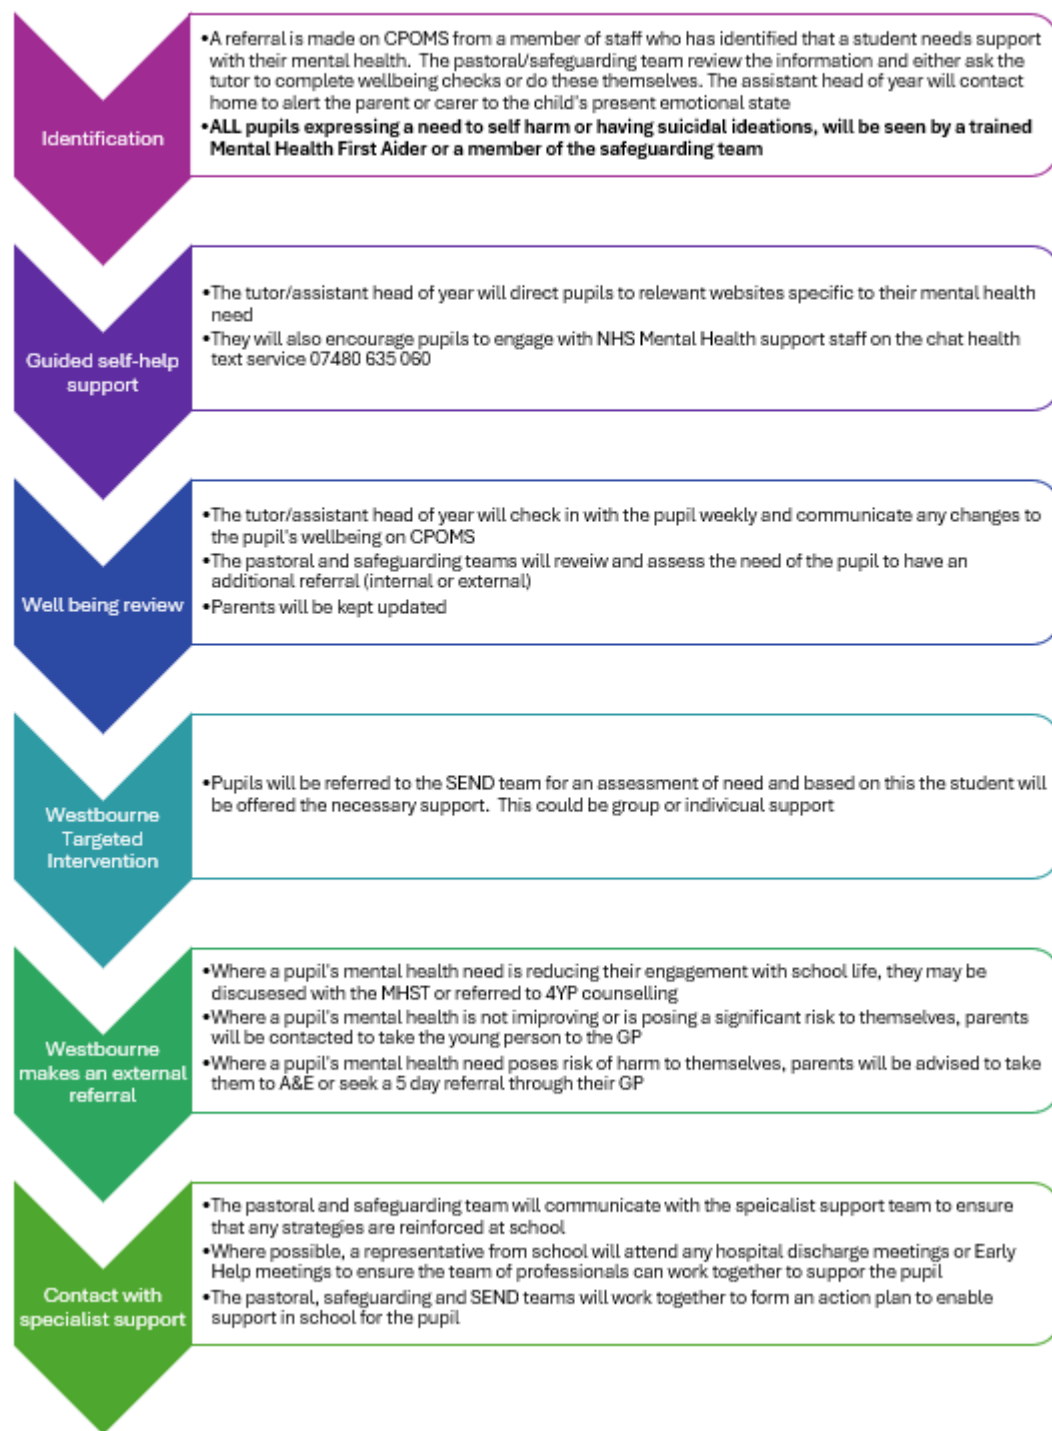 Identification
•A referral is made on CPOMS from a member of staff who has identified that a student needs support
with their mental health.  The pastoral/safeguarding team review the information and either ask the
tutor to complete wellbeing checks or do these themselves. The assistant head of year will contact
home to alert the parent or carer to the child's present emotional state
•ALL pupils expressing a need to self harm or having suicidal ideations, will be seen by a trained
Mental Health First Aider or a member of the safeguarding team
Guided self-help
support
•The tutor/assistant head of year will direct pupils to relevant websites specific to their mental health
need
•They will also encourage pupils to engage with NHS Mental Health support staff on the chat health
text service 07480 635 060
Well being review
•The tutor/assistant head of year will check in with the pupil weekly and communicate any changes to
the pupil's wellbeing on CPOMS
•The pastoral and safeguarding teams will reveiw and assess the need of the pupil to have an
additional referral (internal or external)
•Parents will be kept updated
Westbourne
Targeted
Intervention
•Pupils will be referred to the SEND team for an assessment of need and based on this the student will
be offered the necessary support.  This could be group or indivicual support
Westbourne
makes an external
referral
•Where a pupil's mental health need is reducing their engagement with school life, they may be
discusesed with the MHST or referred to 4YP counselling
•Where a pupil's mental health is not imiproving or is posing a significant risk to themselves, parents
will be contacted to take the young person to the GP
•Where a pupil's mental health need poses risk of harm to themselves, parents will be advised to take
them to A&E or seek a 5 day referral through their GP
Contact with
specialist support
•The pastoral and safeguarding team will communicate with the speicalist support team to ensure
that any strategies are reinforced at school
•Where possible, a representative from school will attend any hospital discharge meetings or Early
Help meetings to ensure the team of professionals can work together to suppor the pupil
•The pastoral, safeguarding and SEND teams will work together to form an action plan to enable
support in school for the pupil